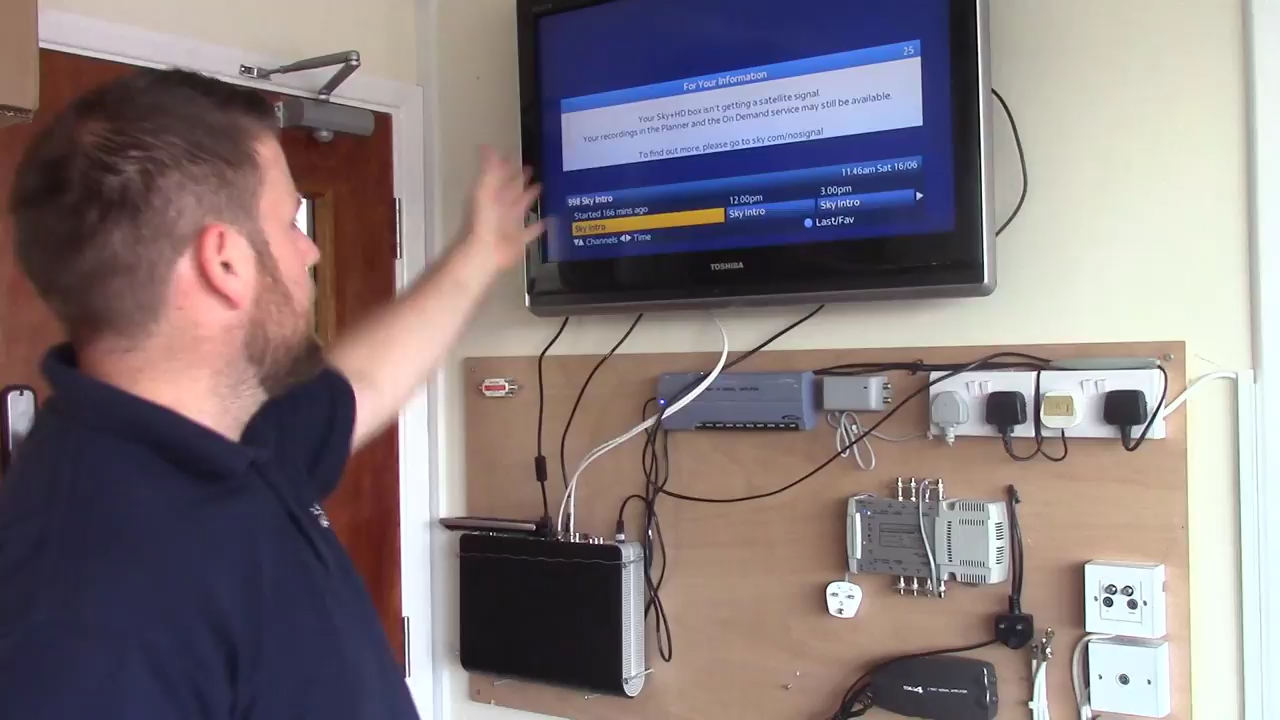 For Your Information
25
Your Sky+HD box isn't getting a satellite signal.
Your recordings in the Planner and the On Demand service may still be available.
To find out more, please go to sky.com/nosignal
11.46am Sat 16/06
998 Sky Intro
Started 166 mins ago
12.00pm
3.00pm
Sky Intro
Sky Intro
Sky Intro
Channels
Time
Last/Fav
TOSHIBA